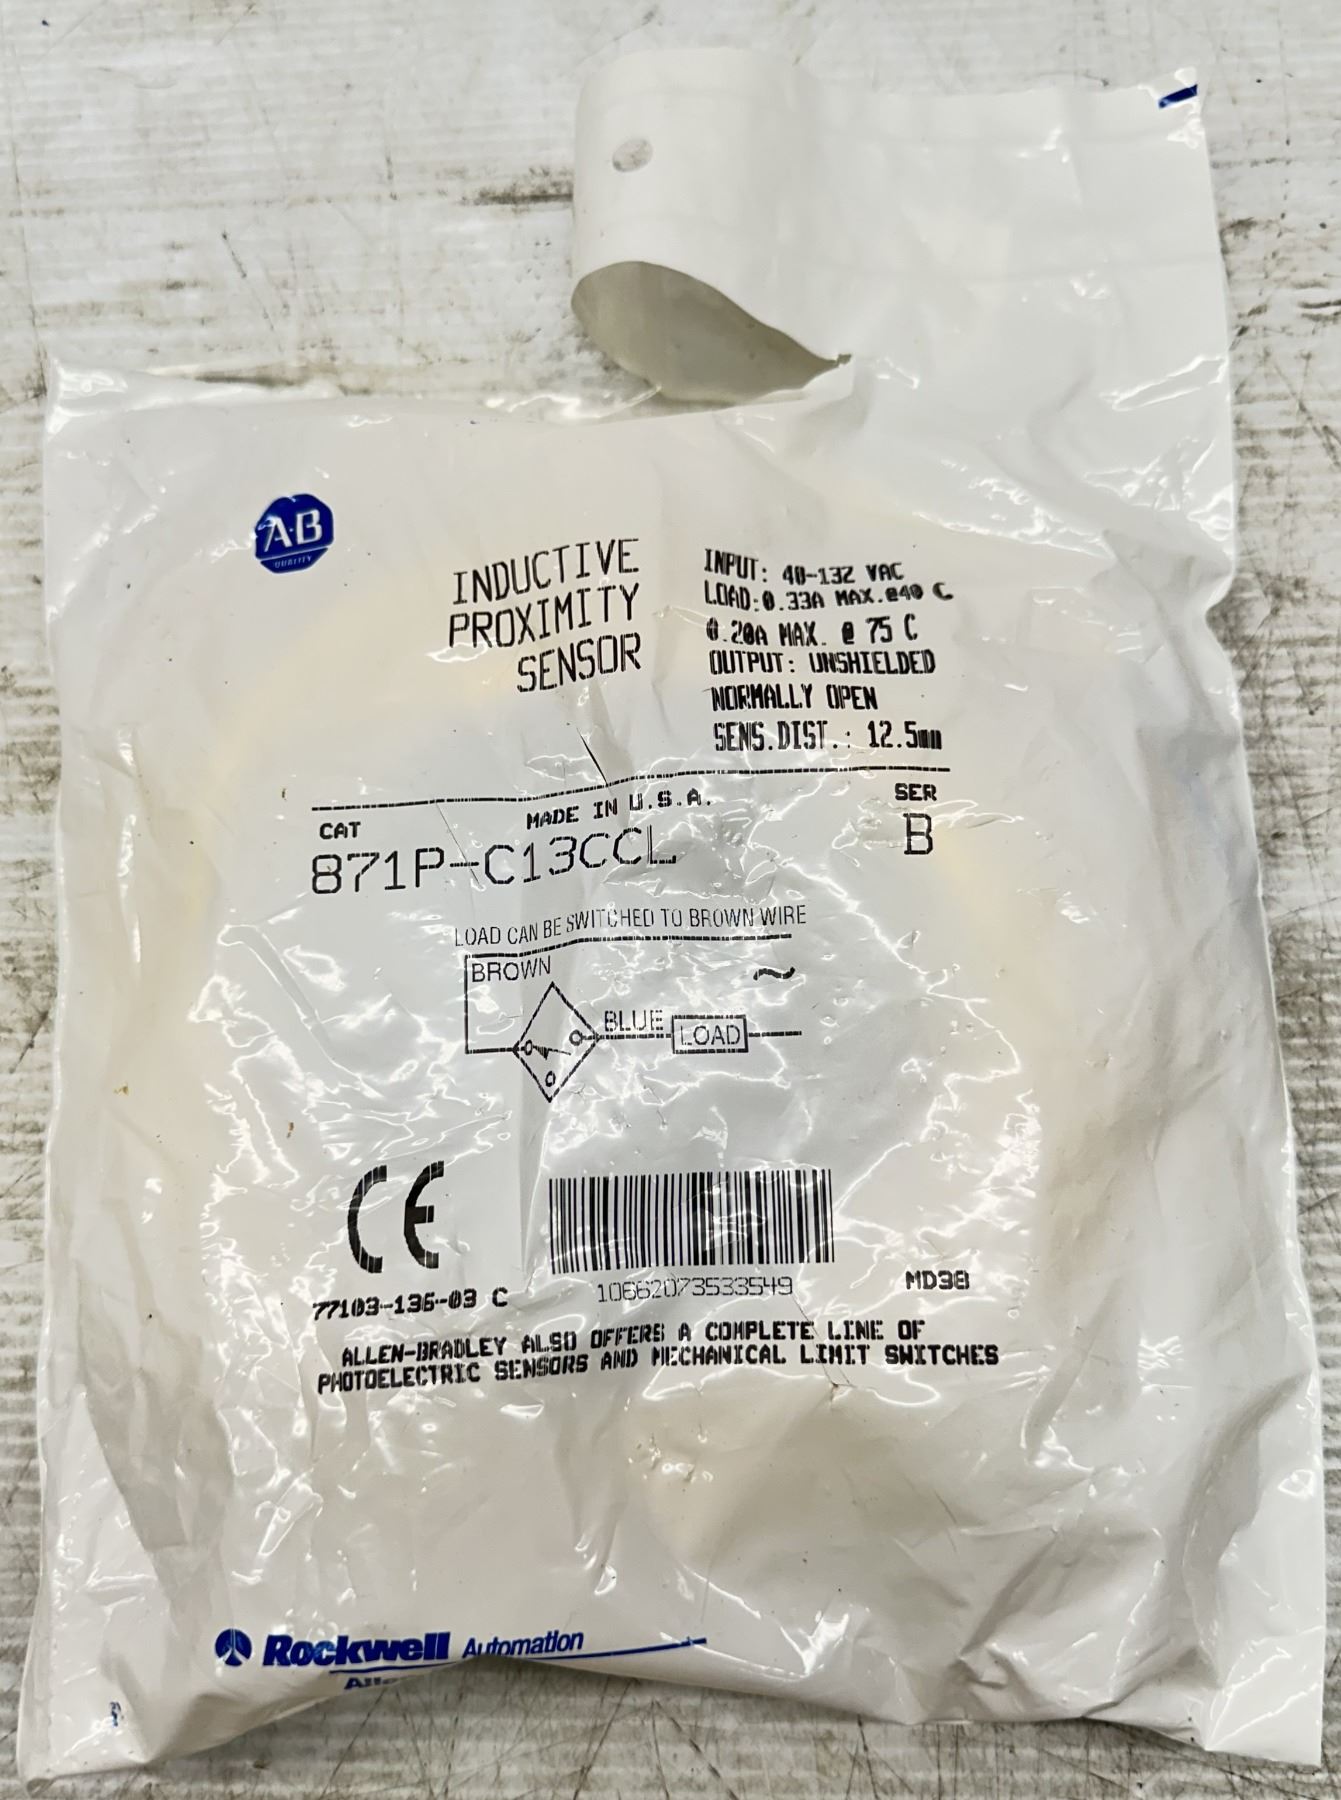 A·B
QUALITY
INDUCTIVE
PROXIMITY
SENSOR
INPUT: 40-132 VAC
LOAD:0.33A MAX.@40 C
0.20A MAX. @ 75 C
OUTPUT: UNSHIELDED
NORMALLY OPEN
SENS.DIST.: 12.5mm
CAT
MADE IN U.S.A.
SER
871P-C13CCL
B
LOAD CAN BE SWITCHED TO BROWN WIRE
BROWN
~
BLUE
LOAD
CE
10662073533549
77103-136-03 C
MD38
ALLEN-BRADLEY ALSO OFFERS A COMPLETE LINE OF
PHOTOELECTRIC SENSORS AND MECHANICAL LIMIT SWITCHES
Rockwell Automation